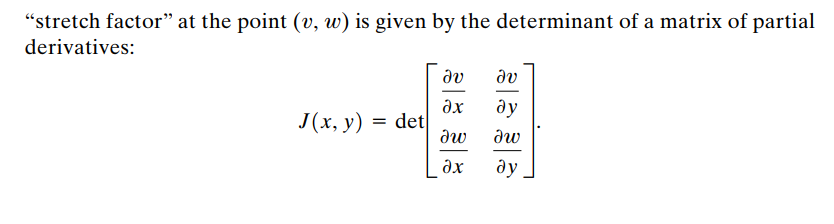 “stretch factor” at the point (v, w) is given by the determinant of a matrix of partial
derivatives:
J(x, y) = det [ ∂v/∂x ∂v/∂y
∂w/∂x ∂w/∂y ].